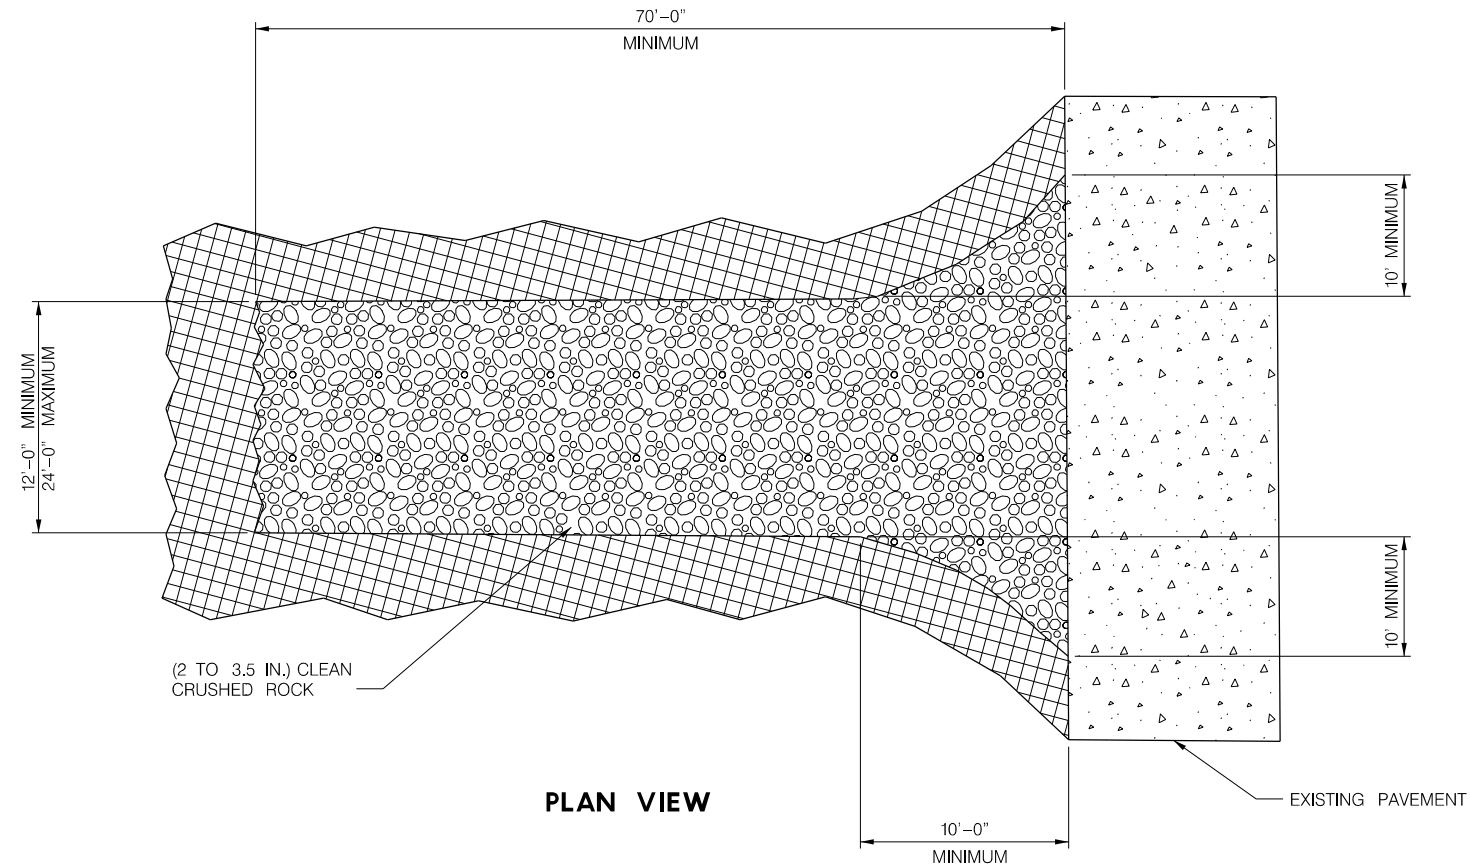 70'-0"
MINIMUM
10' MINIMUM
12'-0" MINIMUM
24'-0" MAXIMUM
10' MINIMUM
(2 TO 3.5 IN.) CLEAN
CRUSHED ROCK
PLAN VIEW
EXISTING PAVEMENT
10'-0"
MINIMUM